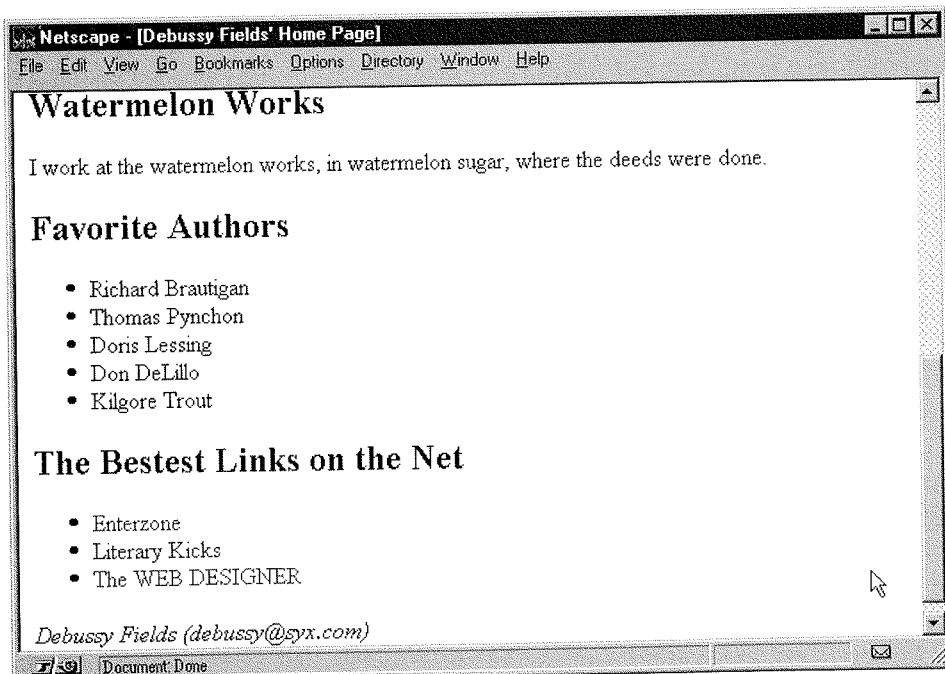 Netscape - [Debussy Fields' Home Page]
File Edit View Go Bookmarks Options Directory Window Help
Watermelon Works
I work at the watermelon works, in watermelon sugar, where the deeds were done.
Favorite Authors
• Richard Brautigan
• Thomas Pynchon
• Doris Lessing
• Don DeLillo
• Kilgore Trout
The Bestest Links on the Net
• Enterzone
• Literary Kicks
• The WEB DESIGNER
Debussy Fields (debussy@syx.com)
Document: Done